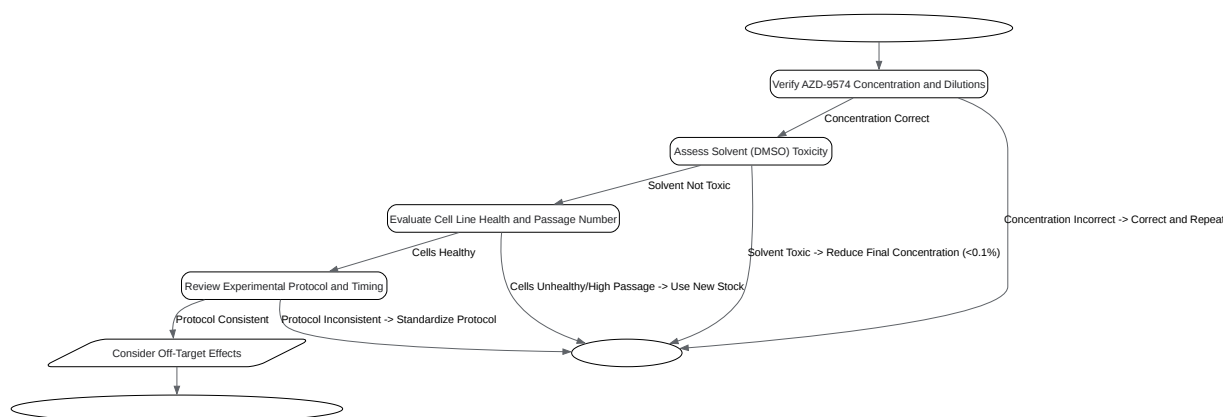 Verify AZD-9574 Concentration and Dilutions
Concentration Correct
Assess Solvent (DMSO) Toxicity
Solvent Not Toxic
Evaluate Cell Line Health and Passage Number
Concentration Incorrect -> Correct and Repeat
Cells Healthy
Solvent Toxic -> Reduce Final Concentration (<0.1%)
Review Experimental Protocol and Timing
Cells Unhealthy/High Passage -> Use New Stock
Protocol Consistent
Protocol Inconsistent -> Standardize Protocol
Consider Off-Target Effects